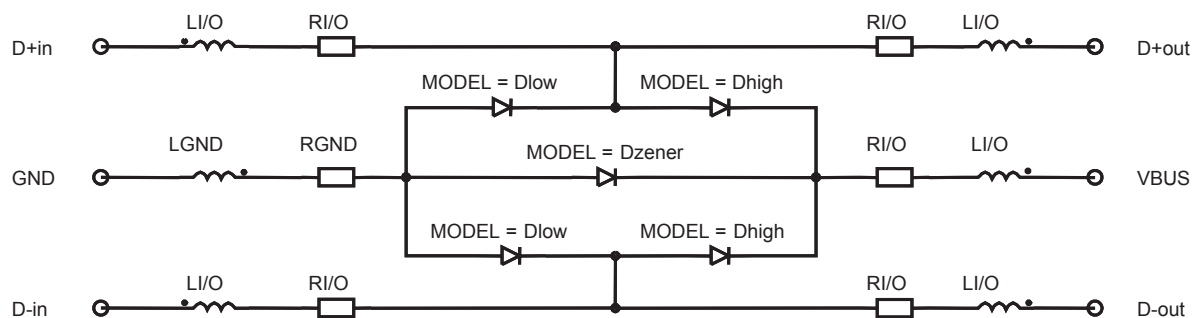 LI/O RI/O RI/O LI/O
D+in D+out
MODEL = Dlow MODEL = Dhigh
LGND RGND RI/O LI/O
MODEL = Dzener
GND VBUS
MODEL = Dlow MODEL = Dhigh
LI/O RI/O RI/O LI/O
D-in D-out